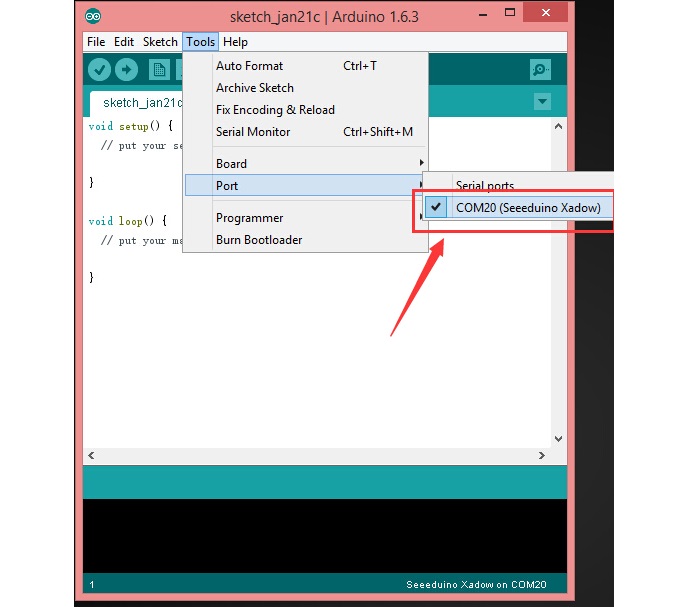 sketch_jan21c | Arduino 1.6.3
File Edit Sketch Tools Help
sketch_jan21c
Auto Format Ctrl+T
Archive Sketch
Fix Encoding & Reload
Serial Monitor Ctrl+Shift+M
Board
Port
Programmer
Burn Bootloader
Serial ports
COM20 (Seeeduino Xadow)
void setup() {
// put your se
}
void loop() {
// put your ma
}
1 Seeeduino Xadow on COM20